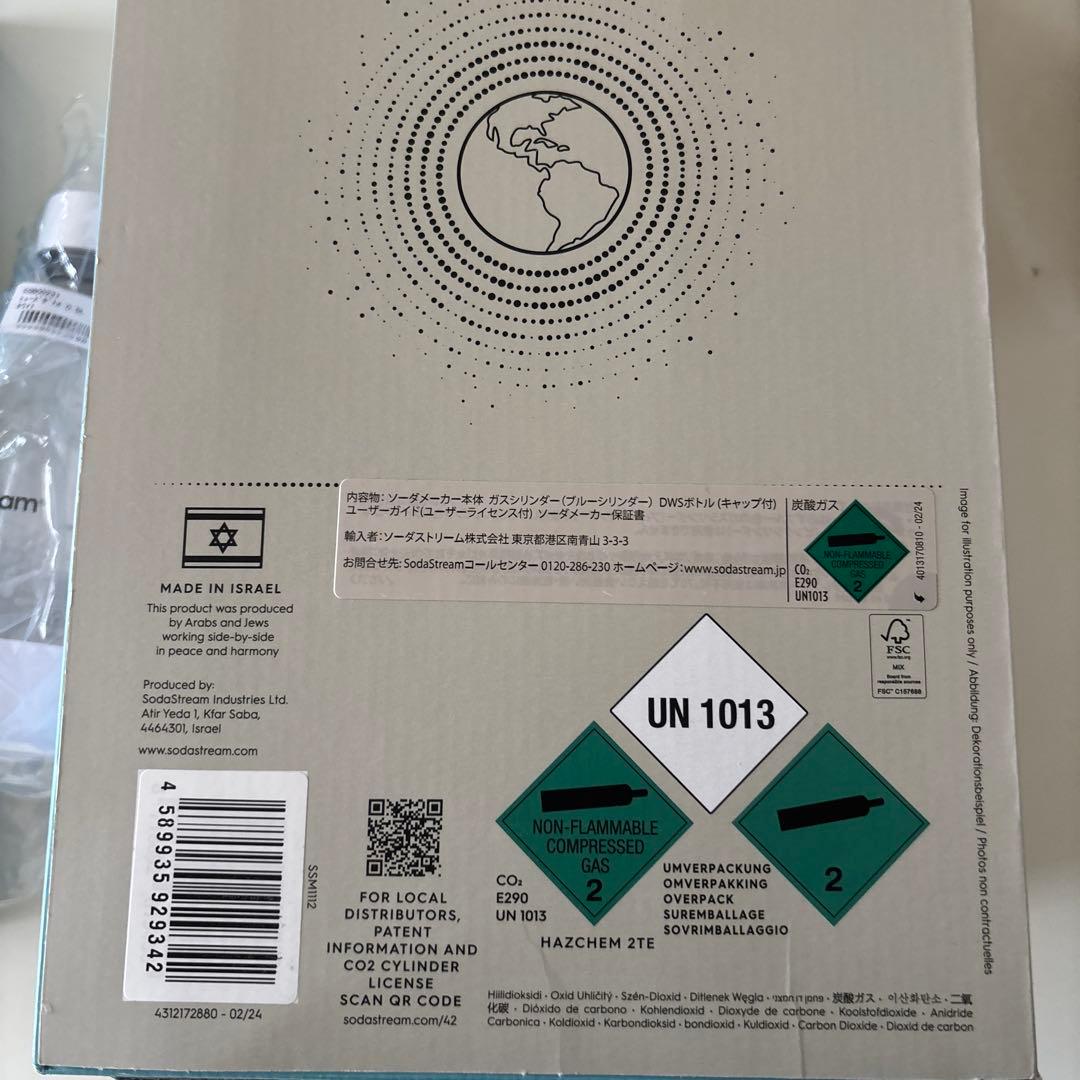 am
内容物: ソーダメーカー本体 ガスシリンダー (ブルーシリンダー) DWSボトル (キャップ付)
ユーザーガイド(ユーザーライセンス付) ソーダメーカー保証書
輸入者: ソーダストリーム株式会社 東京都港区南青山 3-3-3
お問合せ先: SodaStreamコールセンター 0120-286-230 ホームページ: www.sodastream.jp
炭酸ガス
NON-FLAMMABLE
COMPRESSED
GAS
2
CO₂
E290
UN1013
4013170810 - 02/24
MADE IN ISRAEL
This product was produced
by Arabs and Jews
working side-by-side
in peace and harmony
Produced by:
SodaStream Industries Ltd.
Atir Yeda 1, Kfar Saba,
4464301, Israel
www.sodastream.com
FSC
www.fsc.org
MIX
Board from
responsible sources
FSC™ C157688
Image for illustration purposes only / Abbildung: Dekorationsbeispiel / Photos non contractuelles
UN 1013
NON-FLAMMABLE
COMPRESSED
GAS
2
2
CO₂
E290
UN 1013
HAZCHEM 2TE
UMVERPACKUNG
OMVERPAKKING
OVERPACK
SUREMBALLAGE
SOVRIMBALLAGGIO
4 589935 929342
4312172880 - 02/24
SSM1112
FOR LOCAL
DISTRIBUTORS,
PATENT
INFORMATION AND
CO2 CYLINDER
LICENSE
SCAN QR CODE
sodastream.com/42
Hiilidioksidi · Oxid Uhličitý · Szén-Dioxid · Ditlenek Węgla · פחמן דו חמצני · 炭酸ガス · 이산화탄소 · 二氧
化碳 · Dióxido de carbono · Kohlendioxid · Dioxyde de carbone · Koolstofdioxide · Anidride
Carbonica · Koldioxid · Karbondioksid · bondioxid · Kuldioxid · Carbon Dioxide · Dioxid de carbon